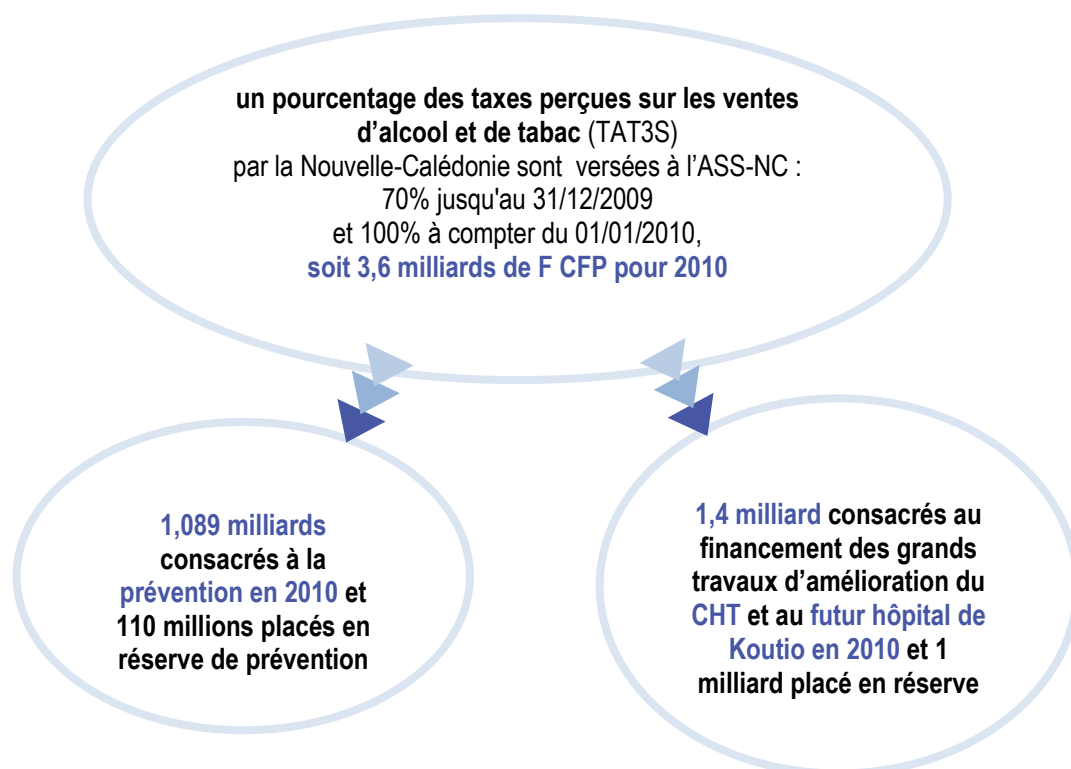 un pourcentage des taxes perçues sur les ventes
d’alcool et de tabac (TAT3S)
par la Nouvelle-Calédonie sont versées à l’ASS-NC :
70% jusqu'au 31/12/2009
et 100% à compter du 01/01/2010,
soit 3,6 milliards de F CFP pour 2010
1,089 milliards
consacrés à la
prévention en 2010 et
110 millions placés en
réserve de prévention
1,4 milliard consacrés au
financement des grands
travaux d’amélioration du
CHT et au futur hôpital de
Koutio en 2010 et 1
milliard placé en réserve